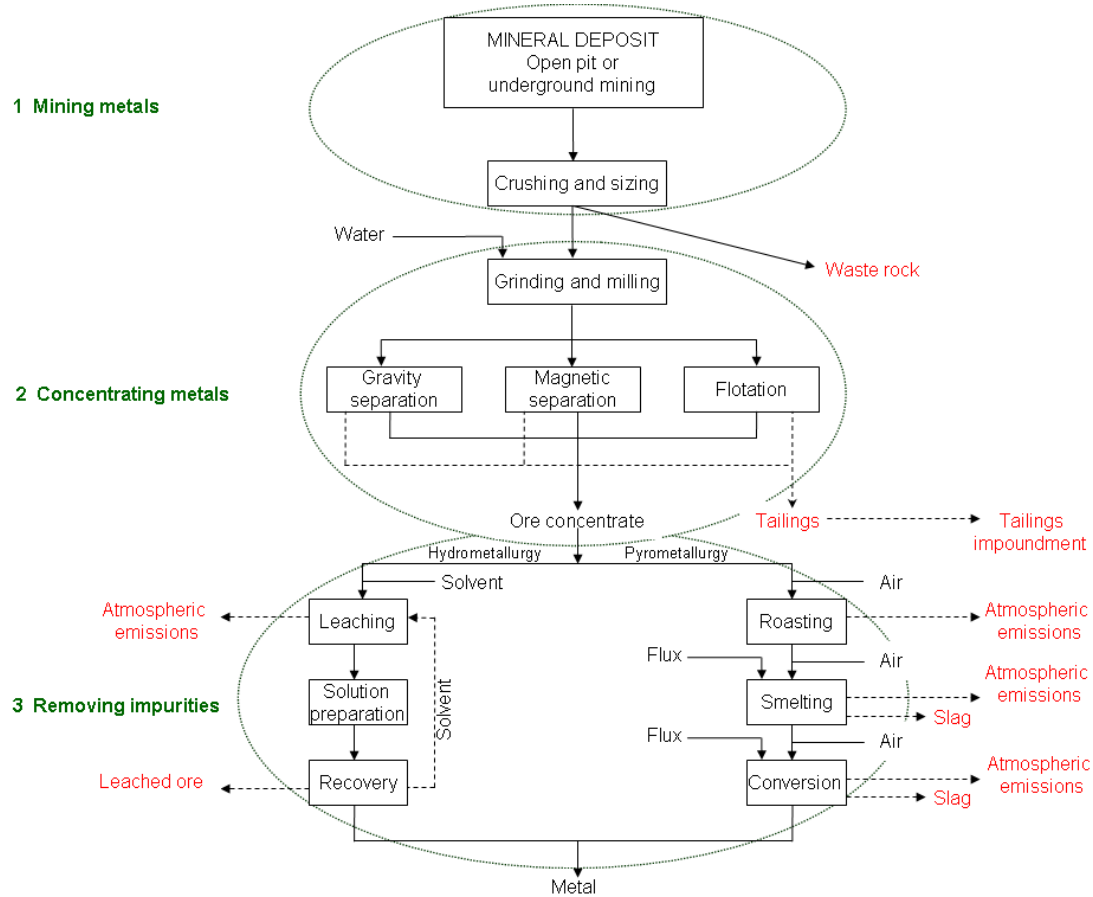 MINERAL DEPOSIT
Open pit or
underground mining
1 Mining metals
Crushing and sizing
Water
Waste rock
Grinding and milling
2 Concentrating metals
Gravity
separation
Magnetic
separation
Flotation
Ore concentrate
Tailings
Tailings
impoundment
Hydrometallurgy
Pyrometallurgy
Solvent
Air
Atmospheric
emissions
Leaching
Roasting
Atmospheric
emissions
Flux
Air
3 Removing impurities
Solution
preparation
Solvent
Smelting
Atmospheric
emissions
Slag
Flux
Air
Leached ore
Recovery
Conversion
Atmospheric
emissions
Slag
Metal